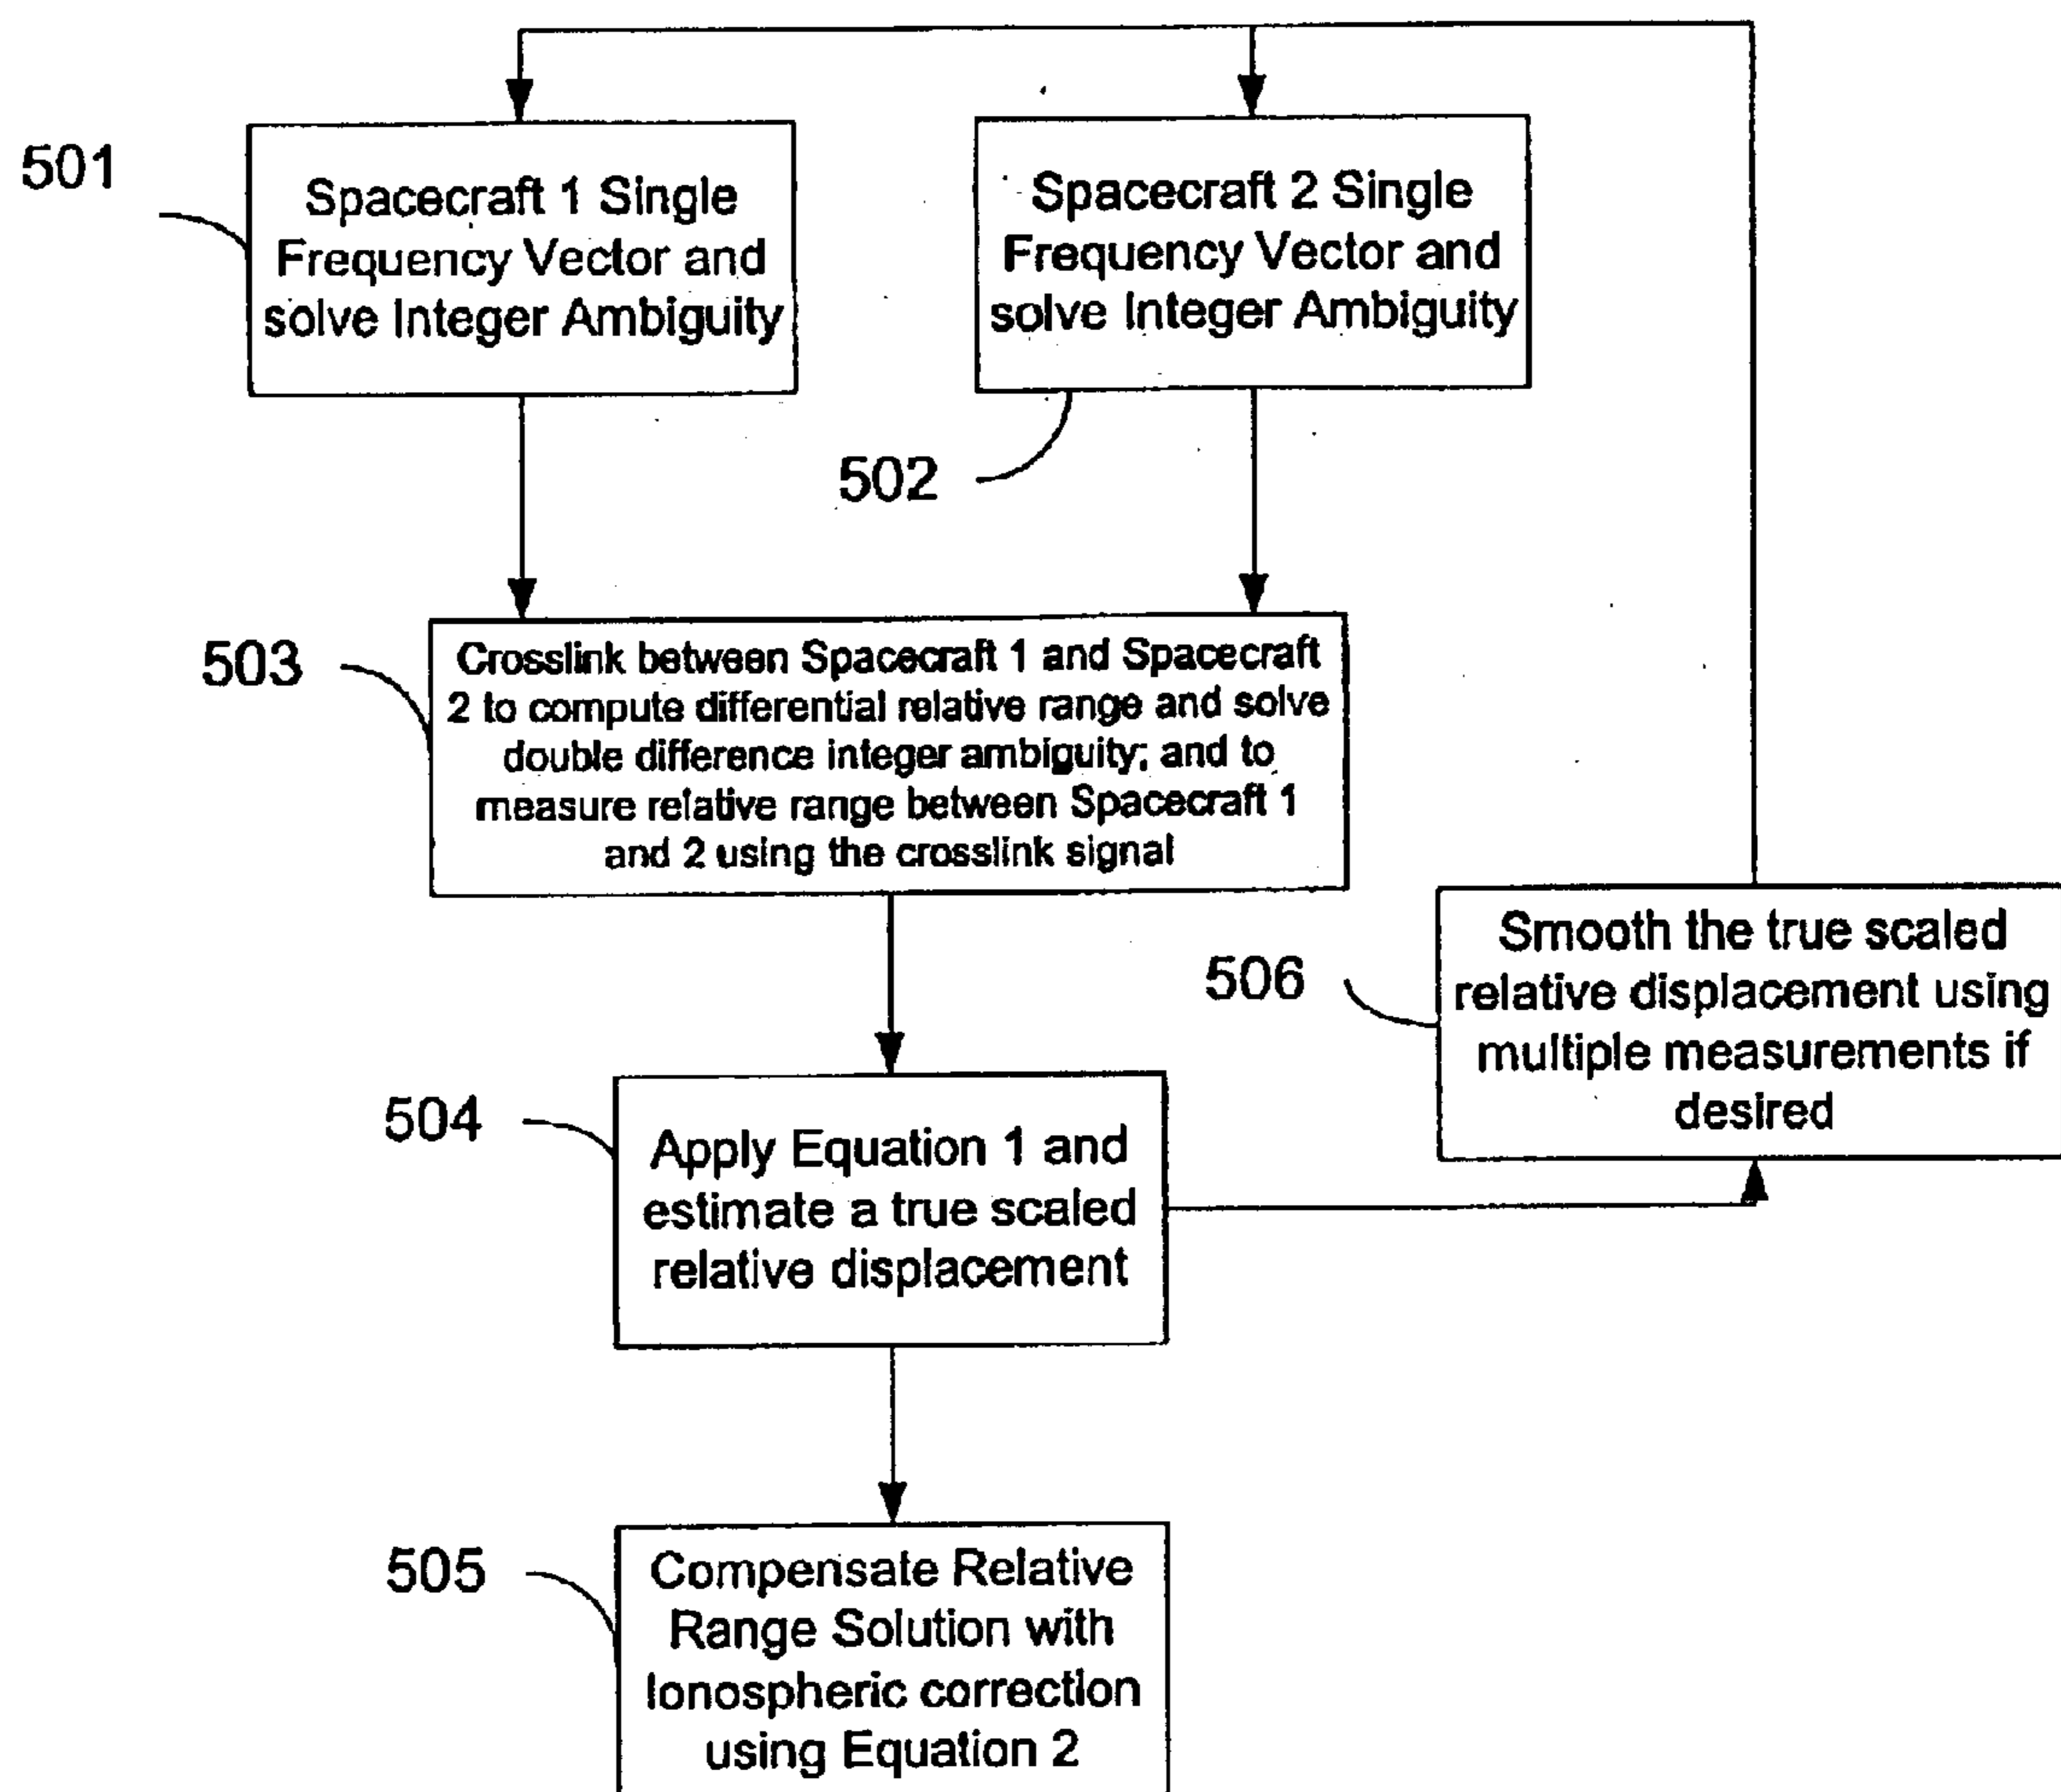 501
Spacecraft 1 Single
Frequency Vector and
solve Integer Ambiguity
Spacecraft 2 Single
Frequency Vector and
solve Integer Ambiguity
502
503
Crosslink between Spacecraft 1 and Spacecraft
2 to compute differential relative range and solve
double difference integer ambiguity; and to
measure relative range between Spacecraft 1
and 2 using the crosslink signal
504
Apply Equation 1 and
estimate a true scaled
relative displacement
506
Smooth the true scaled
relative displacement using
multiple measurements if
desired
505
Compensate Relative
Range Solution with
Ionospheric correction
using Equation 2